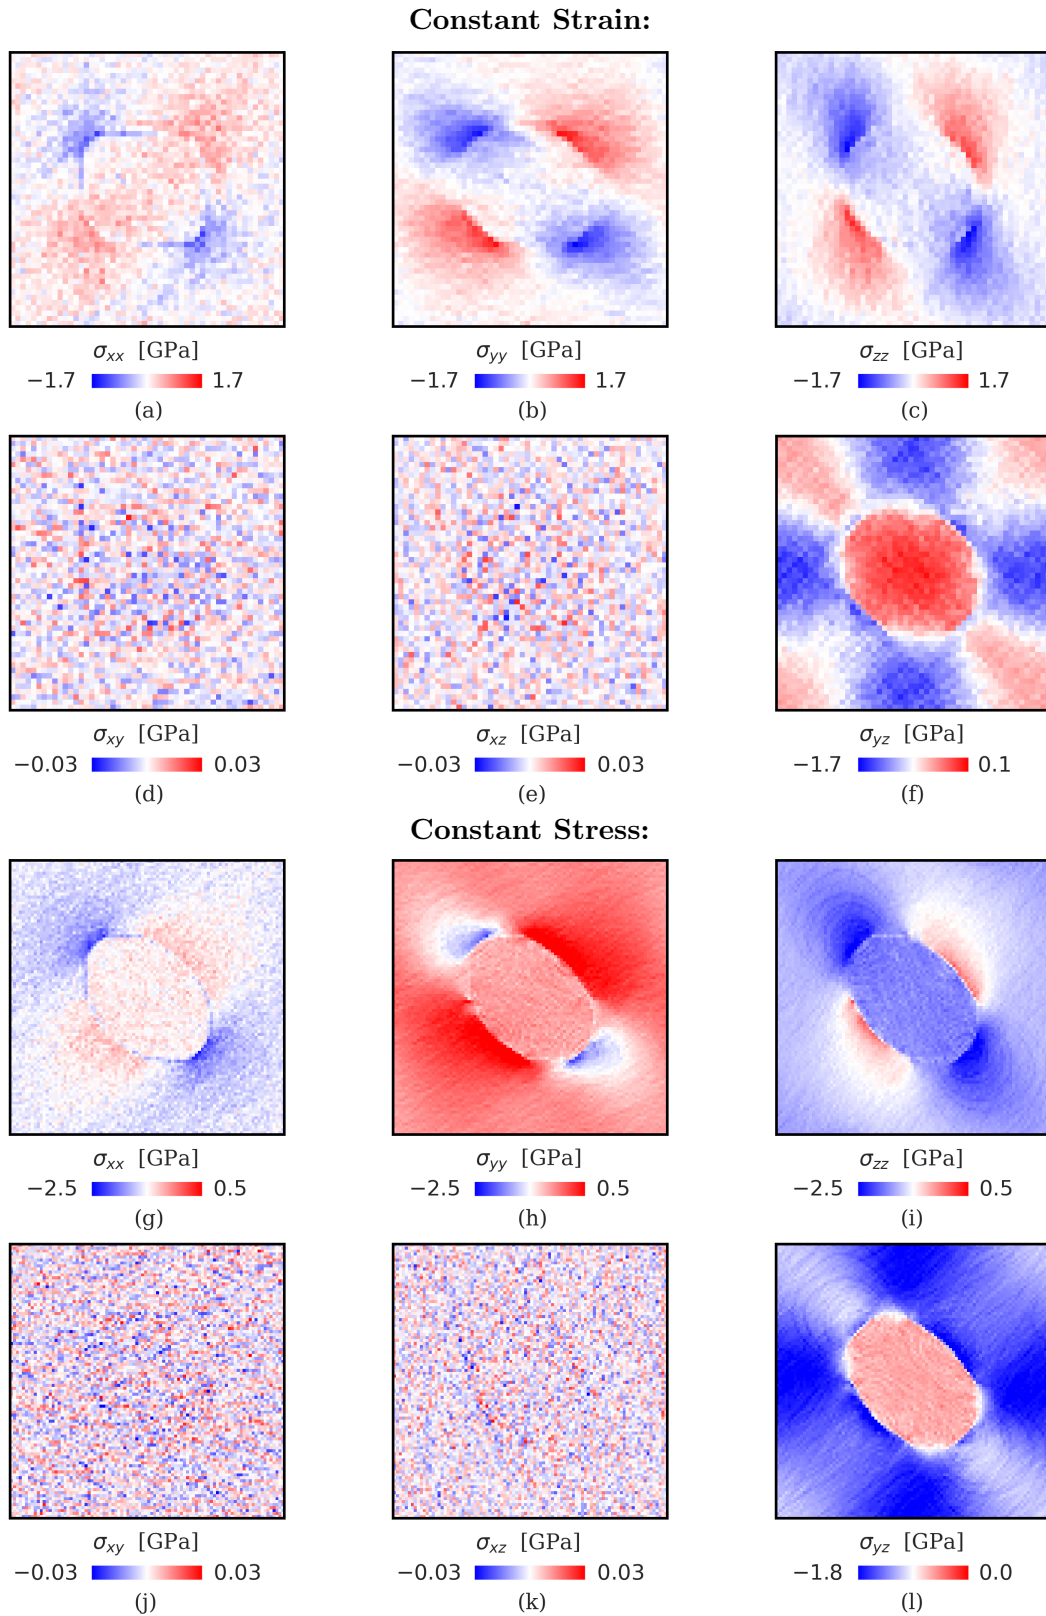 Constant Strain:
σxx [GPa] σyy [GPa] σzz [GPa]
−1.7 1.7 −1.7 1.7 −1.7 1.7
(a) (b) (c)
σxy [GPa] σxz [GPa] σyz [GPa]
−0.03 0.03 −0.03 0.03 −1.7 0.1
(d) (e) (f)
Constant Stress:
σxx [GPa] σyy [GPa] σzz [GPa]
−2.5 0.5 −2.5 0.5 −2.5 0.5
(g) (h) (i)
σxy [GPa] σxz [GPa] σyz [GPa]
−0.03 0.03 −0.03 0.03 −1.8 0.0
(j) (k) (l)